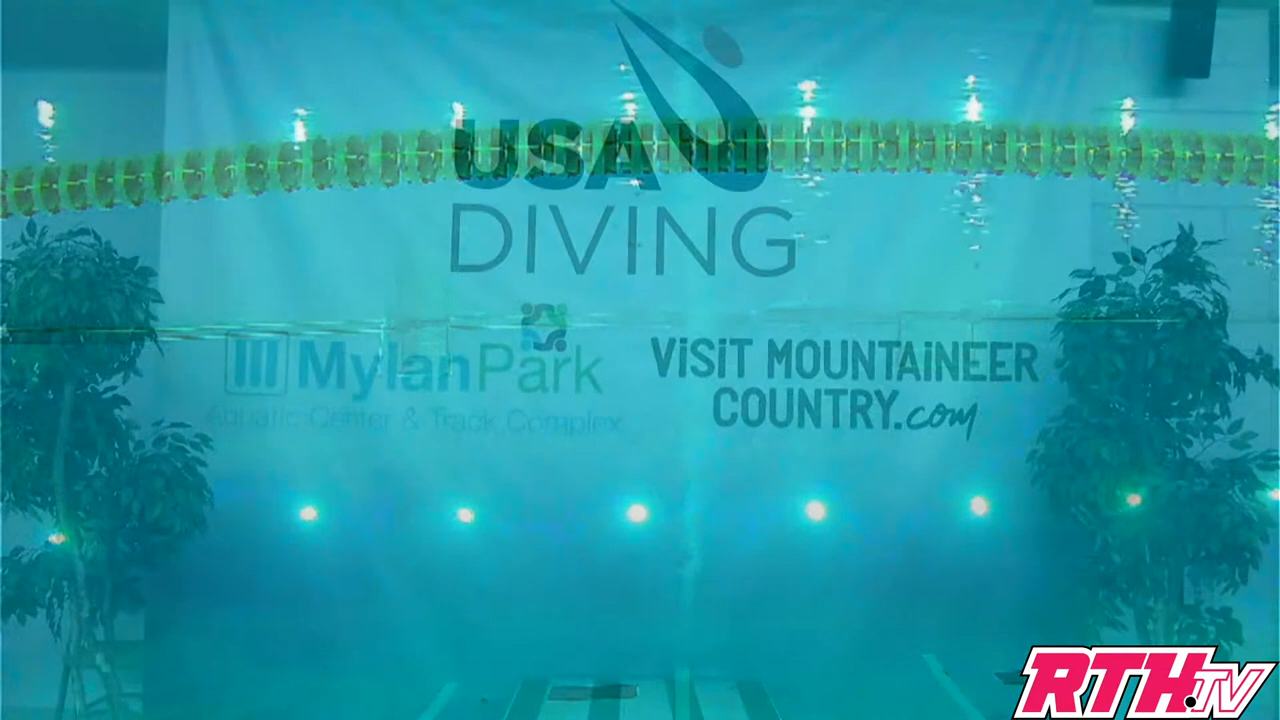 USA
DIVING
MylanPark
Aquatic Center & Track Complex
ViSiT MOUNTAiNEER
COUNTRY.com
RTH.TV